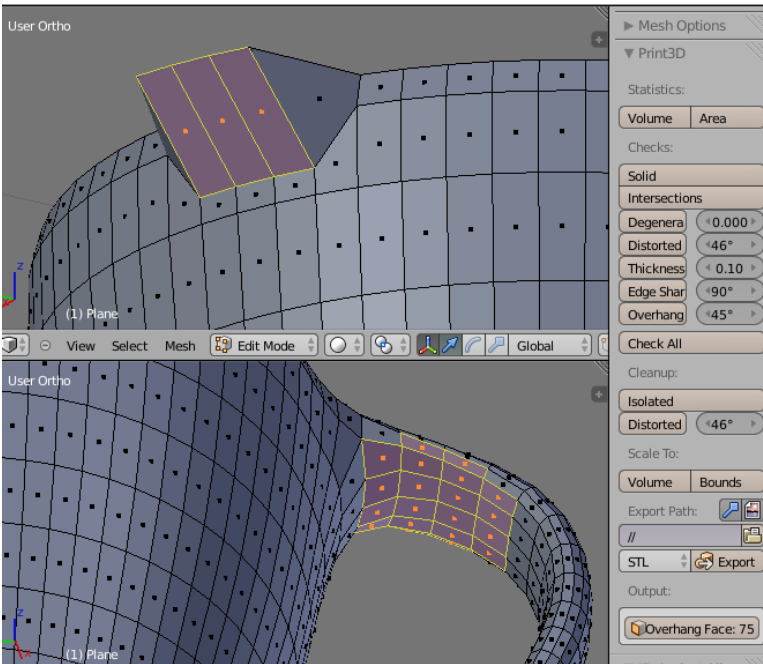 User Ortho
z
(1) Plane
View Select Mesh Edit Mode Global
User Ortho
z
x
(1) Plane
Mesh Options
Print3D
Statistics:
Volume Area
Checks:
Solid
Intersections
Degenera 0.000
Distorted 46°
Thickness 0.10
Edge Shar 90°
Overhang 45°
Check All
Cleanup:
Isolated
Distorted 46°
Scale To:
Volume Bounds
Export Path:
//
STL Export
Output:
Overhang Face: 75